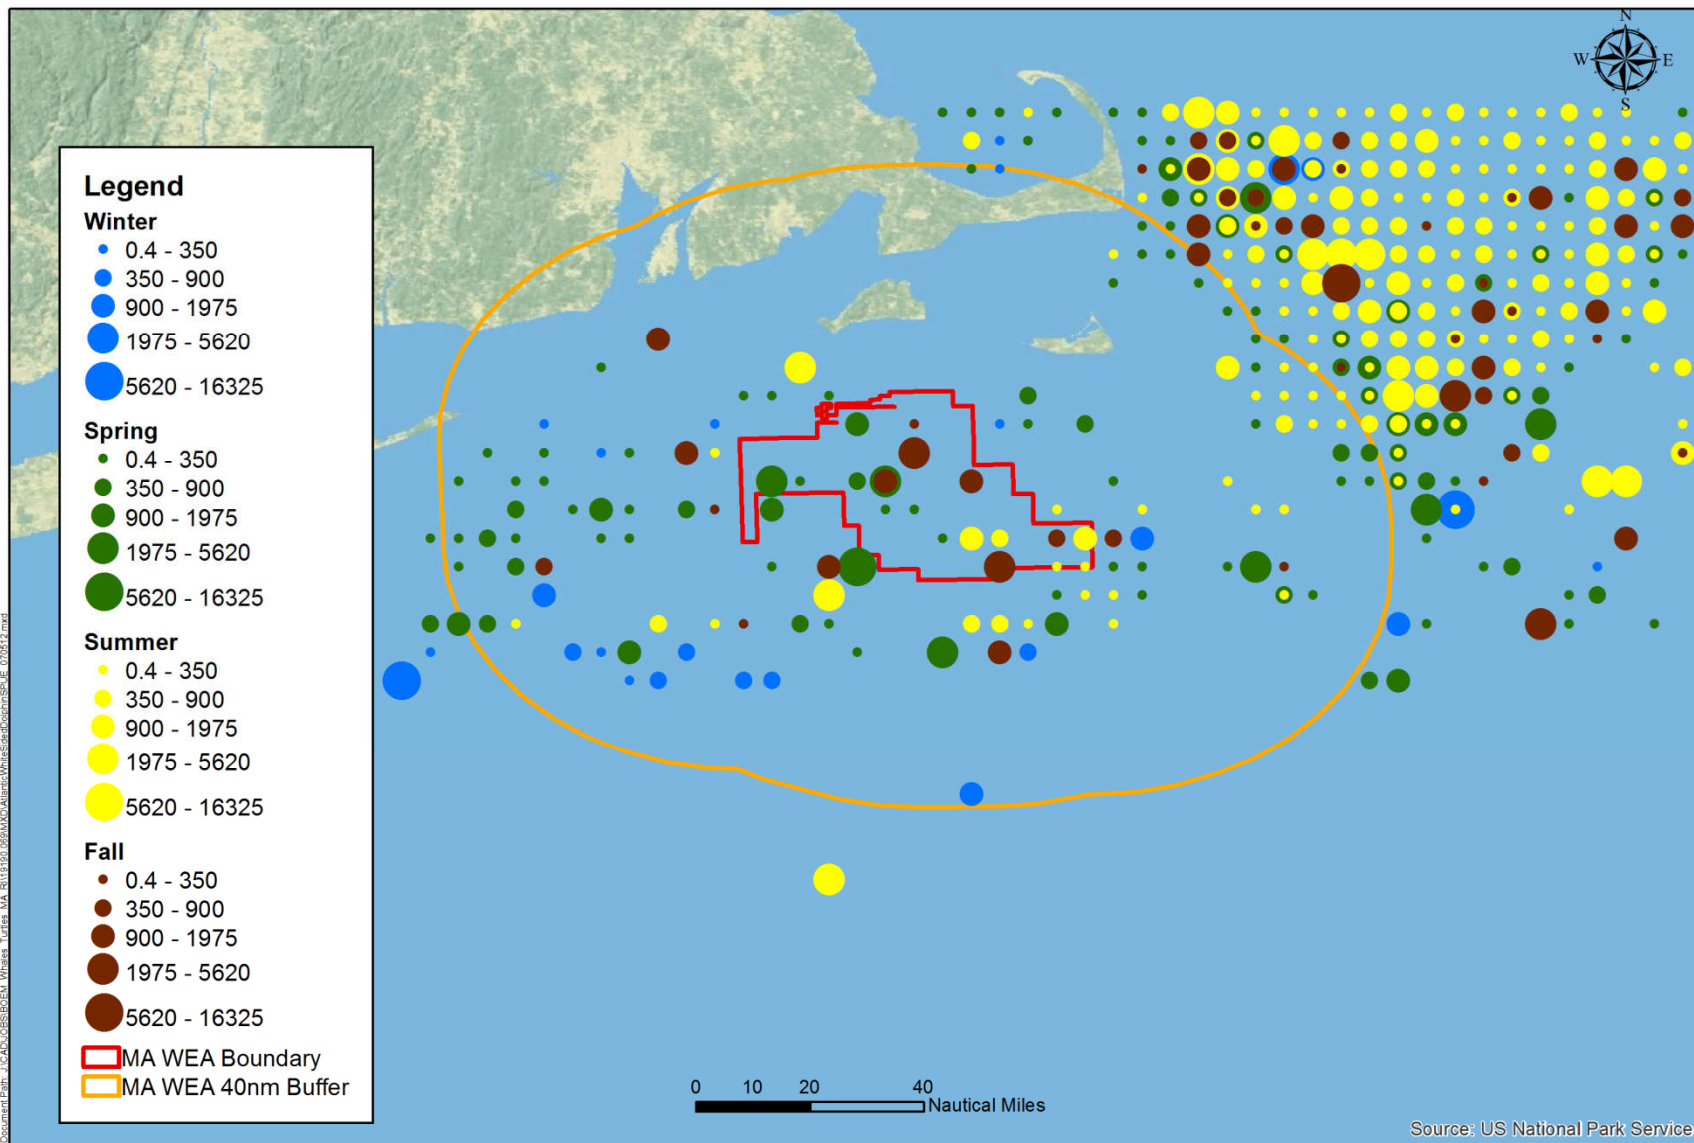 N
W E
S
Legend
Winter
0.4 - 350
350 - 900
900 - 1975
1975 - 5620
5620 - 16325
Spring
0.4 - 350
350 - 900
900 - 1975
1975 - 5620
5620 - 16325
Summer
0.4 - 350
350 - 900
900 - 1975
1975 - 5620
5620 - 16325
Fall
0.4 - 350
350 - 900
900 - 1975
1975 - 5620
5620 - 16325
MA WEA Boundary
MA WEA 40nm Buffer
0 10 20 40
Nautical Miles
Source: US National Park Service